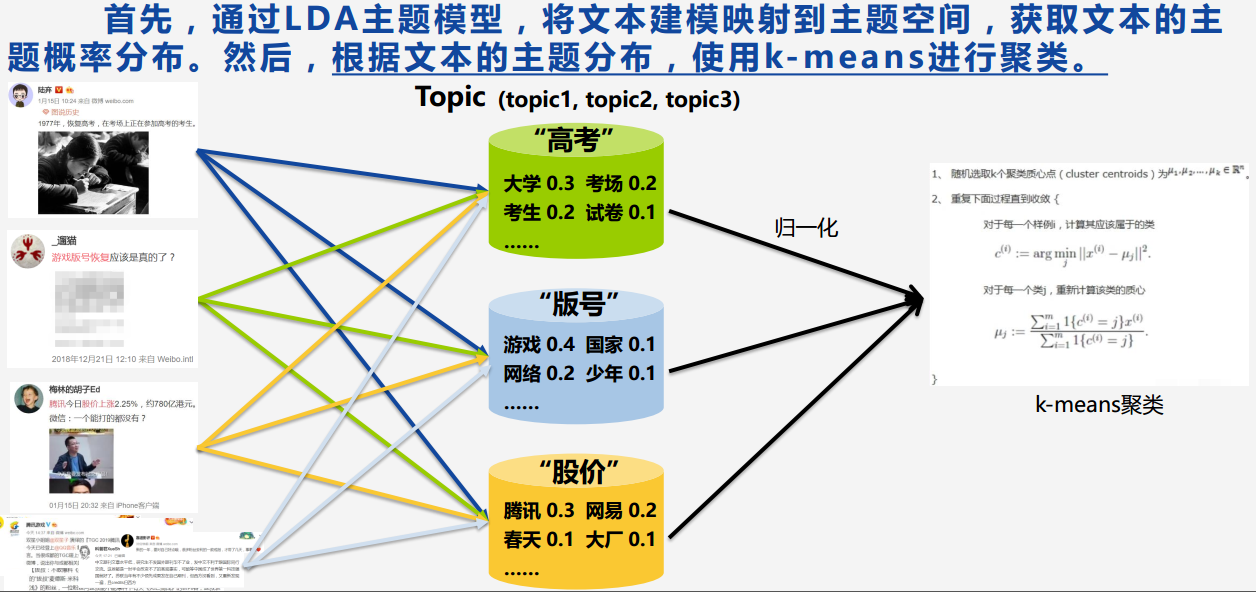 首先，通过LDA主题模型，将文本建模映射到主题空间，获取文本的主
题概率分布。然后，根据文本的主题分布，使用k-means进行聚类。
Topic (topic1, topic2, topic3)
陆弃
1月15日 10:24 来自 微博 weibo.com
图说历史
1977年，恢复高考，在考场上正在参加高考的考生。
_遛猫
游戏版号恢复应该是真的了？
2018年12月21日 12:10 来自 Weibo.intl
梅林的胡子Ed
腾讯今日股价上涨2.25%，约780亿港元。
微信：一个能打的都没有？
01月15日 20:32 来自 iPhone客户端
腾讯游戏
“高考”
大学 0.3 考场 0.2
考生 0.2 试卷 0.1
......
“版号”
游戏 0.4 国家 0.1
网络 0.2 少年 0.1
......
“股价”
腾讯 0.3 网易 0.2
春天 0.1 大厂 0.1
......
归一化
1、 随机选取k个聚类质心点（cluster centroids）为μ₁,μ₂,...,μₖ ∈ ℝⁿ。
2、 重复下面过程直到收敛 {
对于每一个样例i，计算其应该属于的类
c⁽ⁱ⁾ := arg min_j ||x⁽ⁱ⁾ − μ_j||².
对于每一个类j，重新计算该类的质心
μ_j := ∑ᵢ₌₁ᵐ 1{c⁽ⁱ⁾ = j}x⁽ⁱ⁾ / ∑ᵢ₌₁ᵐ 1{c⁽ⁱ⁾ = j}.
}
k-means聚类